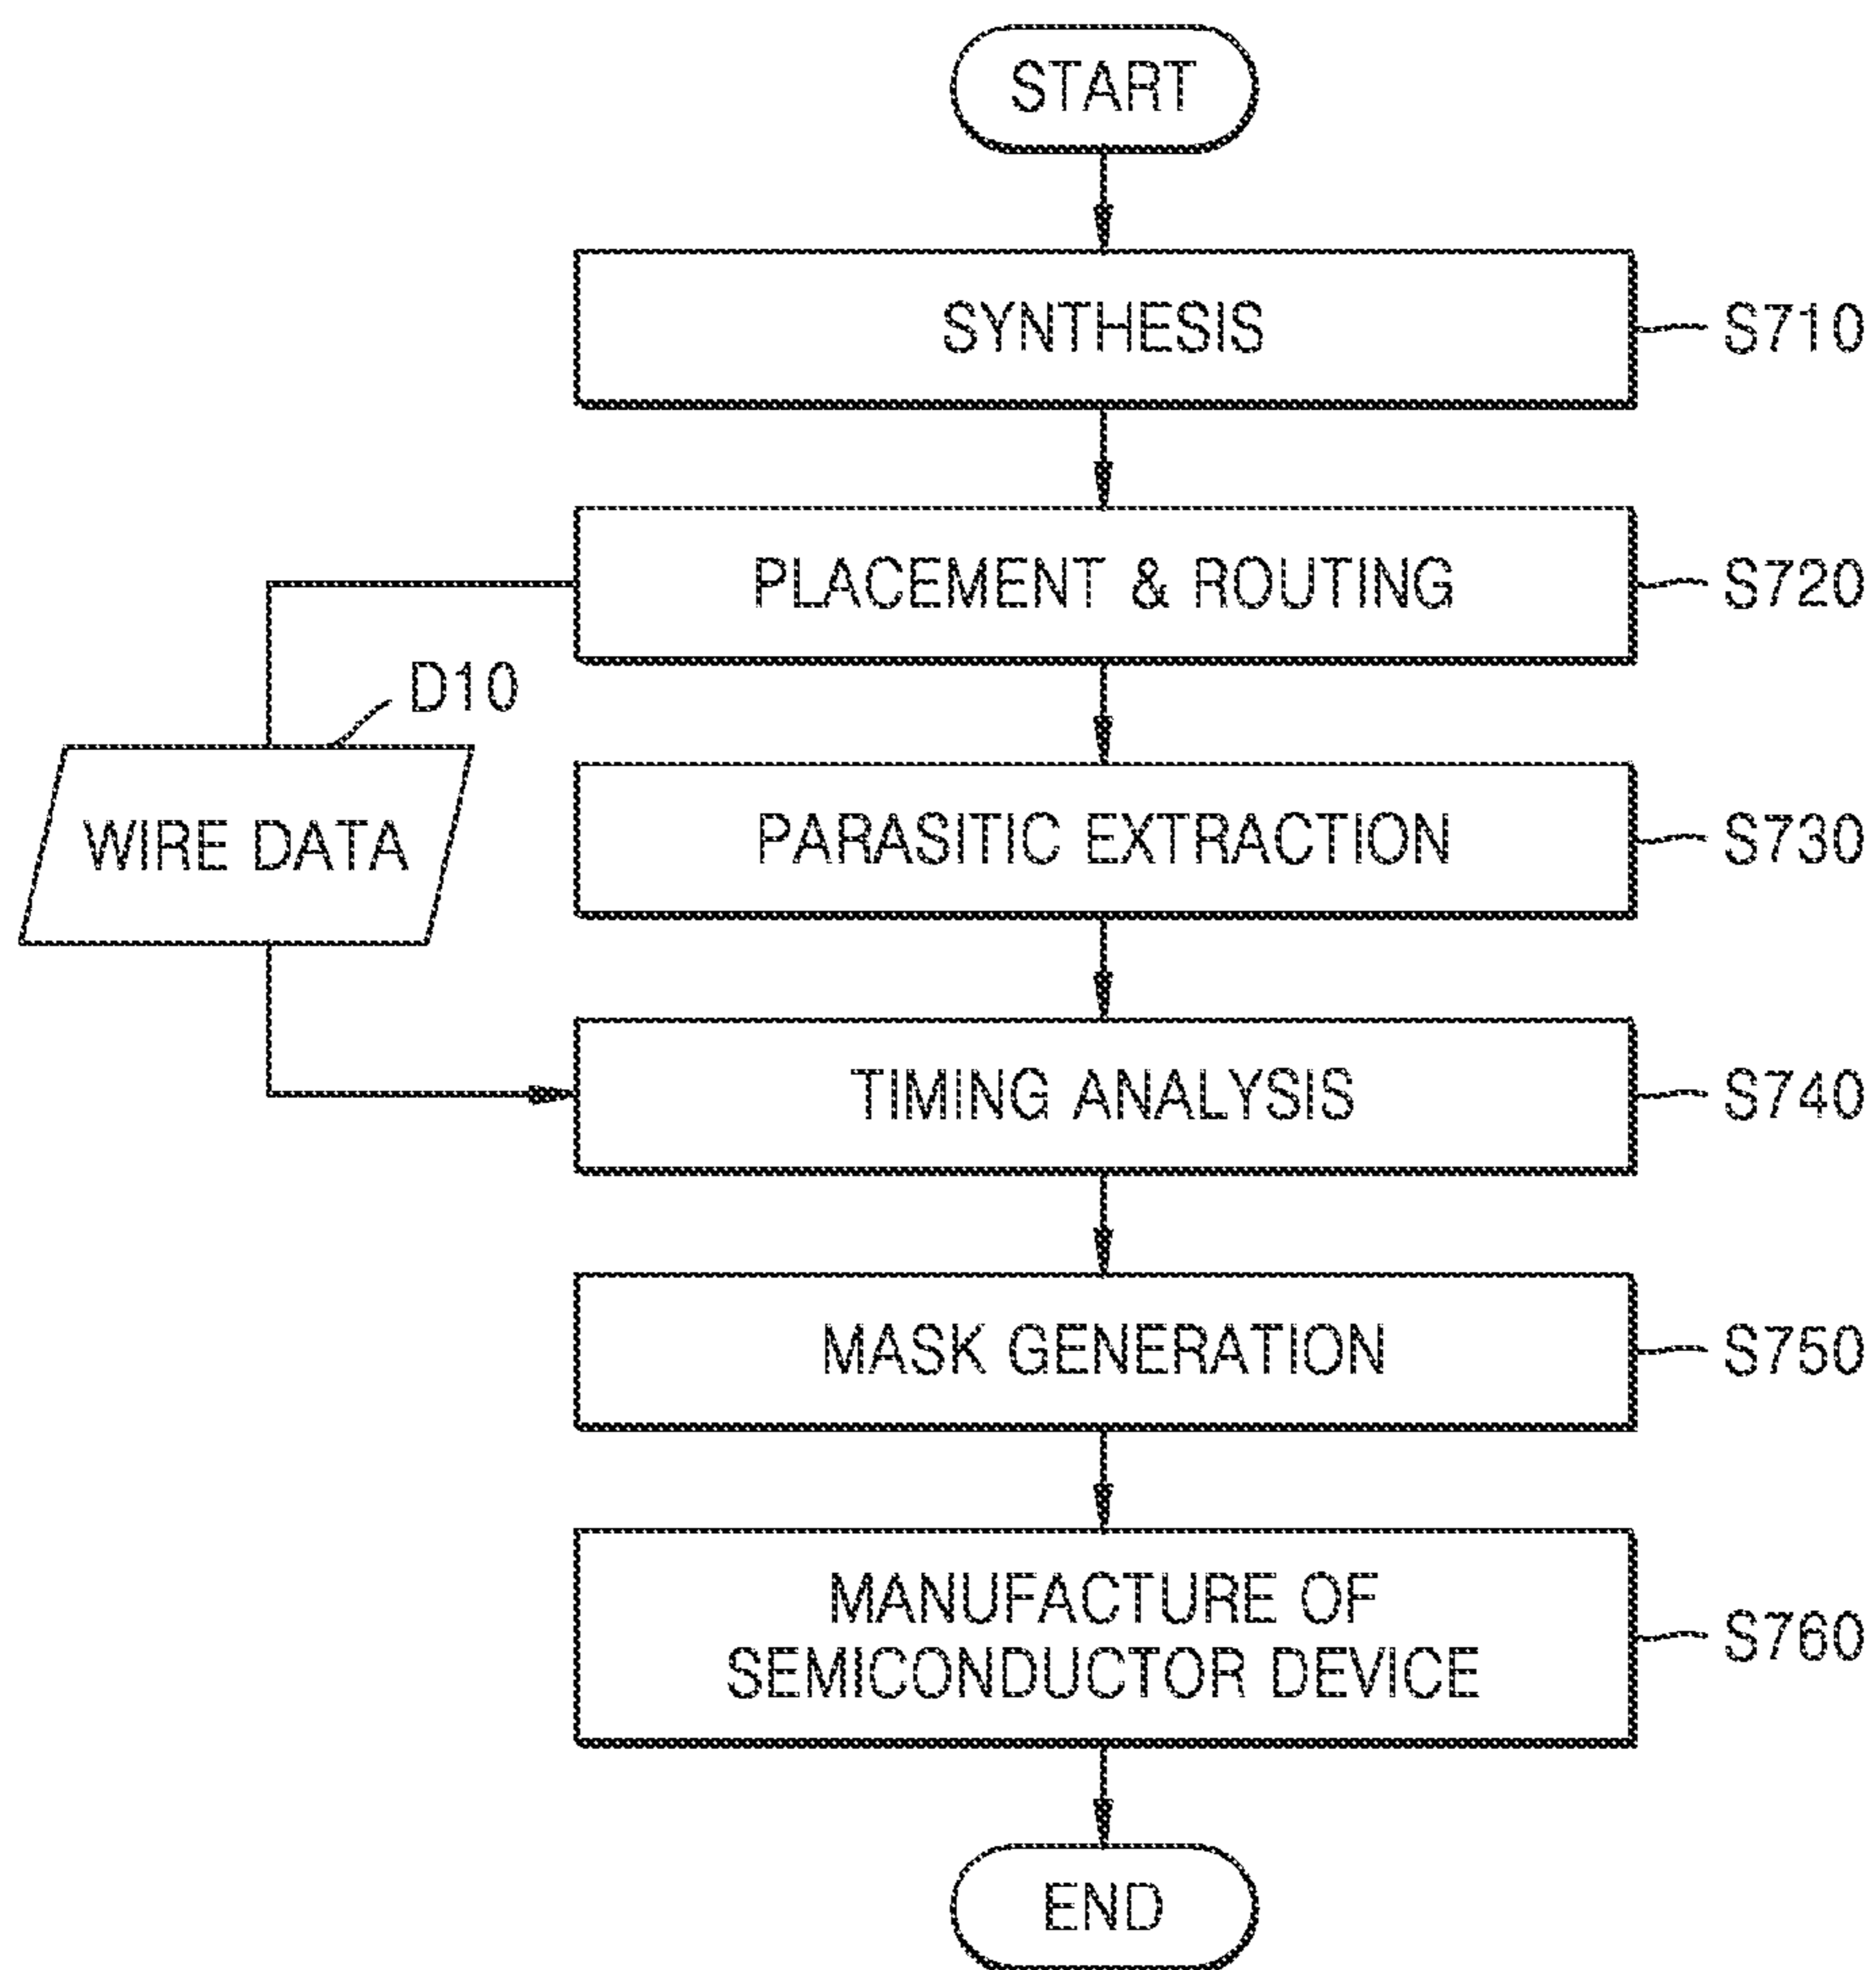 START
SYNTHESIS
S710
PLACEMENT & ROUTING
S720
D10
WIRE DATA
PARASITIC EXTRACTION
S730
TIMING ANALYSIS
S740
MASK GENERATION
S750
MANUFACTURE OF
SEMICONDUCTOR DEVICE
S760
END